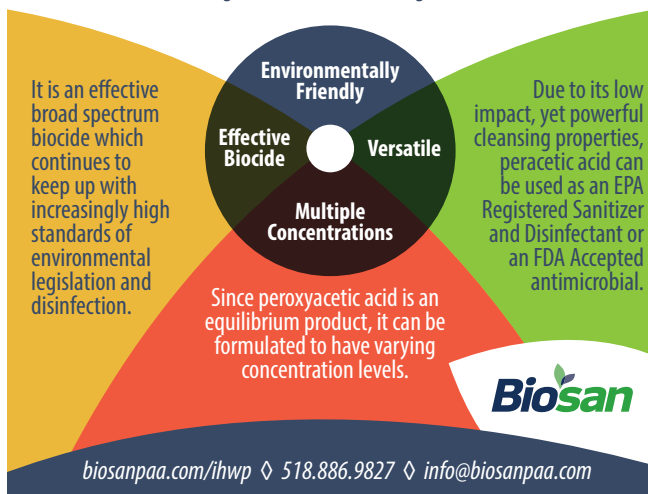 Environmentally
Friendly
Effective
Biocide
Versatile
Multiple
Concentrations
It is an effective
broad spectrum
biocide which
continues to
keep up with
increasingly high
standards of
environmental
legislation and
disinfection.
Due to its low
impact, yet powerful
cleansing properties,
peracetic acid can
be used as an EPA
Registered Sanitizer
and Disinfectant or
an FDA Accepted
antimicrobial.
Since peroxyacetic acid is an
equilibrium product, it can be
formulated to have varying
concentration levels.
Biosan
biosanpaa.com/ihwp ◊ 518.886.9827 ◊ info@biosanpaa.com